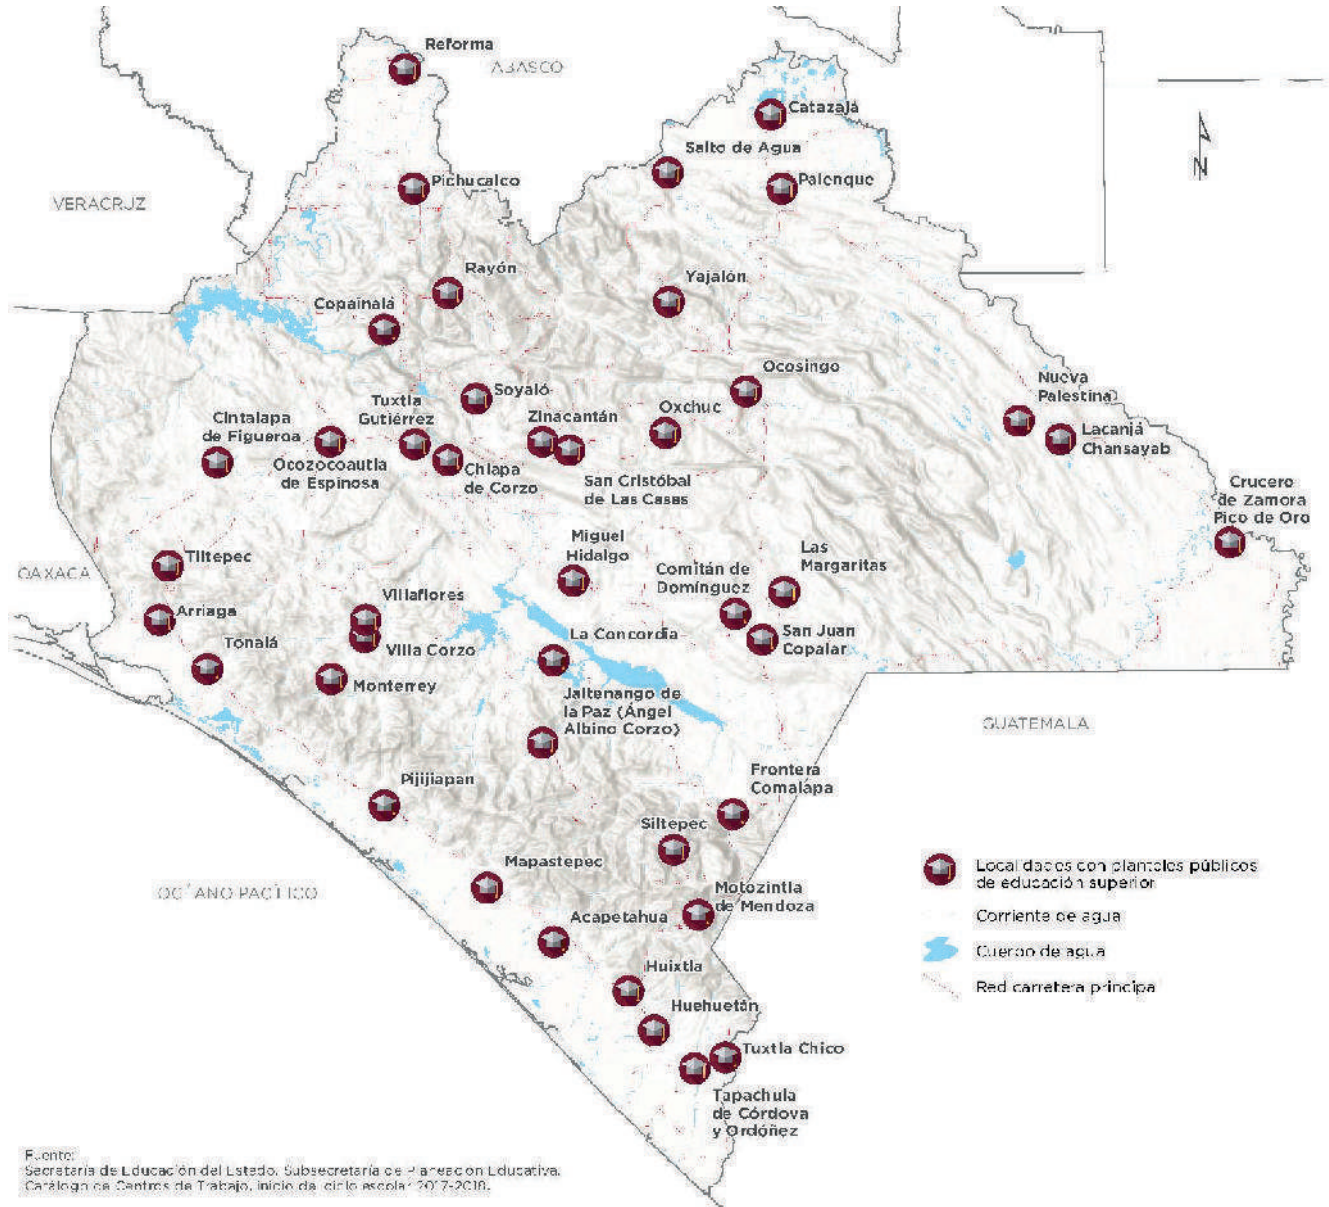 Reforma
ABASCO
Catazajá
Salto de Agua
N
Pichucalco
Palenque
VERACRUZ
Rayón
Yajalón
Copainalá
Ocosingo
Nueva
Palestina
Soyaló
Tuxtla
Gutiérrez
Oxchuc
Zinacantán
Cintalapa
de Figueroa
Lacanjá
Chansayab
Ocozocoautla
de Espinosa
Chiapa
de Corzo
San Cristóbal
de Las Casas
Crucero
de Zamora
Pico de Oro
Miguel
Hidalgo
Las
Margaritas
Tiltepec
Comitán de
Domínguez
OAXACA
Villaflores
Arriaga
La Concordia
San Juan
Copalar
Tonalá
Villa Corzo
Monterrey
Jaltenango de
la Paz (Ángel
Albino Corzo)
GUATEMALA
Frontera
Comalapa
Pijijiapan
Siltepec
Mapastepec
Localidades con planteles públicos
de educación superior
OCÉANO PACÍFICO
Motozintla
de Mendoza
Acapetahua
Corriente de agua
Cuerpo de agua
Huixtla
Red carretera principa
Huehuetán
Tuxtla Chico
Tapachula
de Córdova
y Ordóñez
Fuente:
Secretaría de Educación del Estado. Subsecretaría de Planeación Educativa.
Catálogo de Centros de Trabajo, inicio de ciclo escolar 2017-2018.